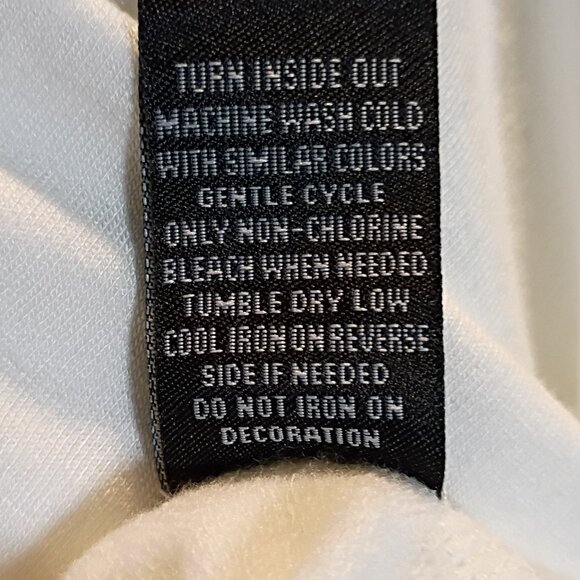 TURN INSIDE OUT
MACHINE WASH COLD
WITH SIMILAR COLORS
GENTLE CYCLE
ONLY NON-CHLORINE
BLEACH WHEN NEEDED
TUMBLE DRY LOW
COOL IRON ON REVERSE
SIDE IF NEEDED
DO NOT IRON ON
DECORATION